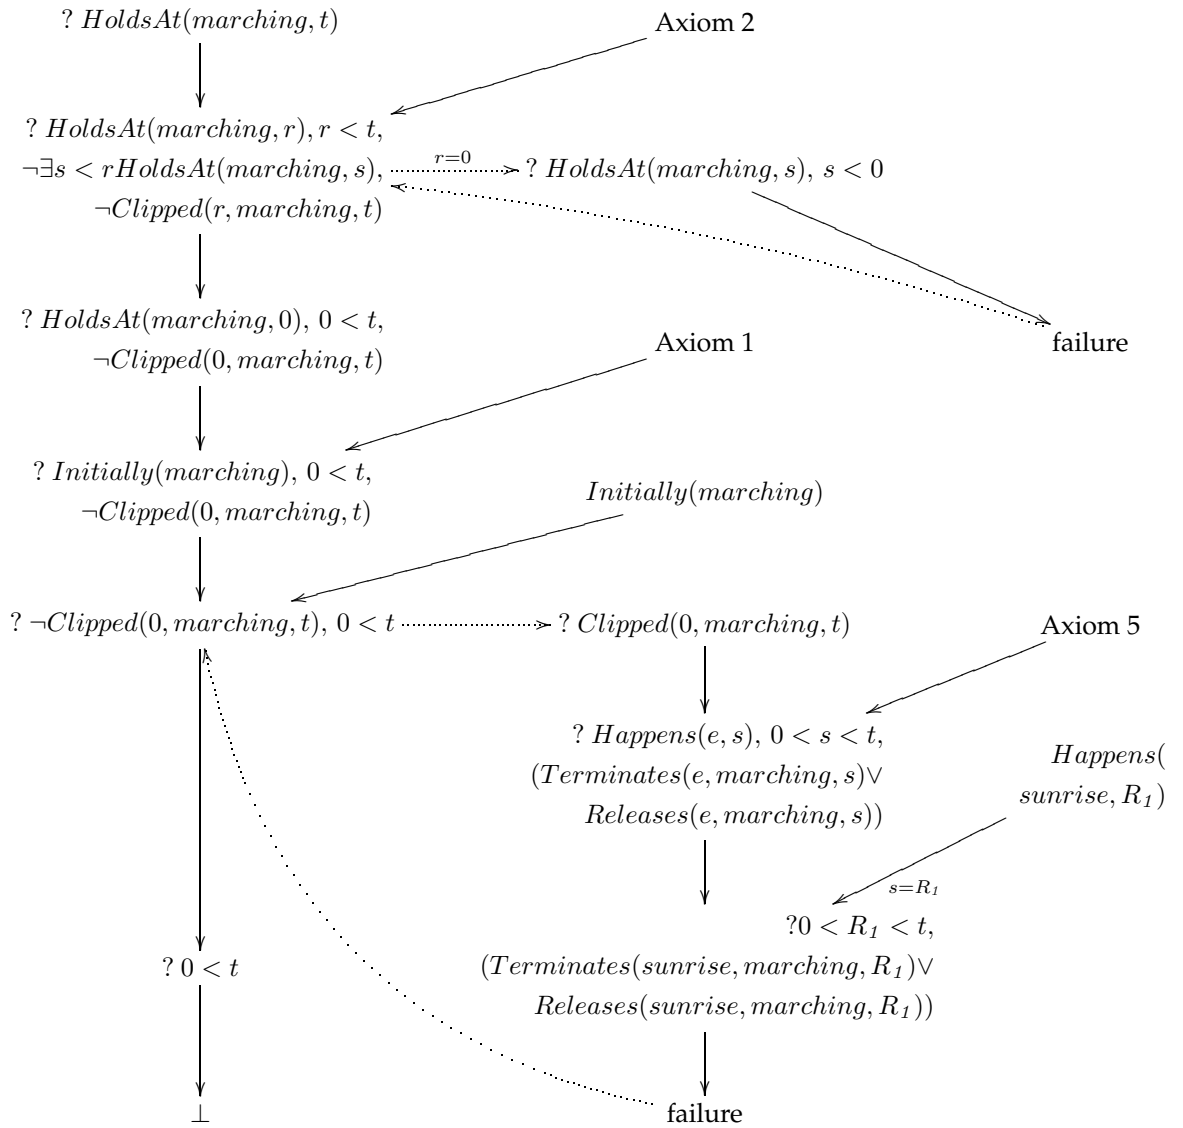 ? HoldsAt(marching, t)
Axiom 2
? HoldsAt(marching, r), r < t,
¬∃s < rHoldsAt(marching, s),
¬Clipped(r, marching, t)
r=0
? HoldsAt(marching, s), s < 0
failure
? HoldsAt(marching, 0), 0 < t,
¬Clipped(0, marching, t)
Axiom 1
? Initially(marching), 0 < t,
¬Clipped(0, marching, t)
Initially(marching)
? ¬Clipped(0, marching, t), 0 < t
? Clipped(0, marching, t)
Axiom 5
? Happens(e, s), 0 < s < t,
(Terminates(e, marching, s)∨
Releases(e, marching, s))
Happens(
sunrise, R₁)
s=R₁
?0 < R₁ < t,
(Terminates(sunrise, marching, R₁)∨
Releases(sunrise, marching, R₁))
? 0 < t
⊥
failure